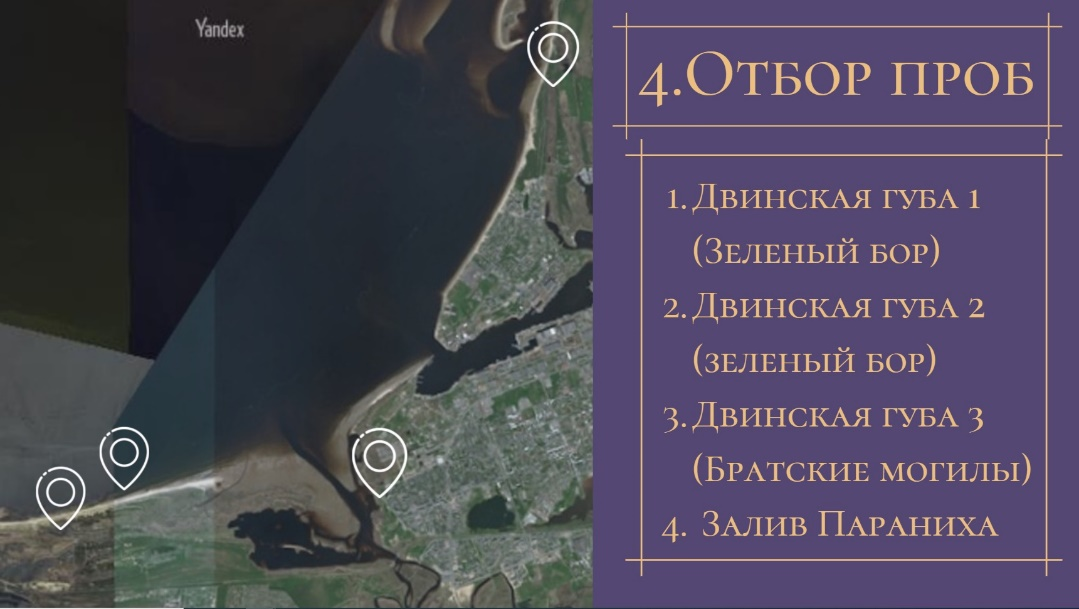 Yandex
4.Отбор проб
1. Двинская губа 1
(Зеленый бор)
2. Двинская губа 2
(зеленый бор)
3. Двинская губа 3
(Братские могилы)
4. Залив Параниха